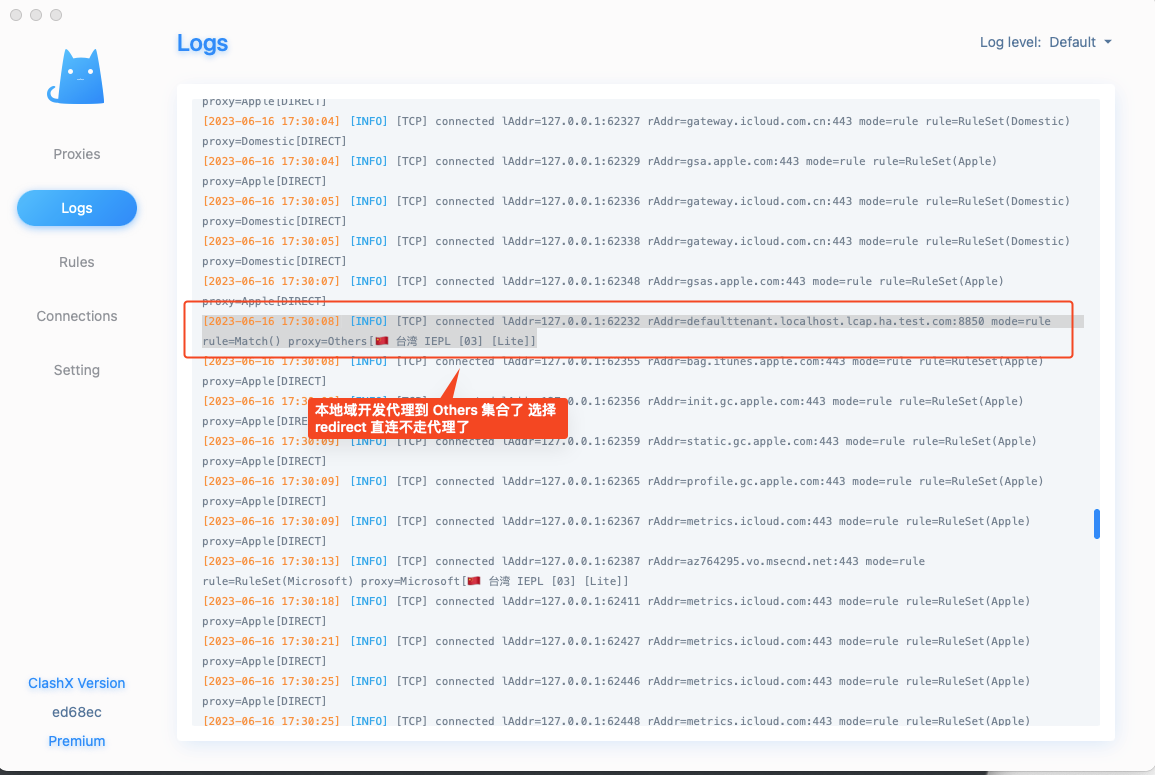 Logs
Log level: Default
Proxies
Logs
Rules
Connections
Setting
ClashX Version
ed68ec
Premium
proxy=Apple[DIRECT]
[2023-06-16 17:30:04] [INFO] [TCP] connected lAddr=127.0.0.1:62327 rAddr=gateway.icloud.com.cn:443 mode=rule rule=RuleSet(Domestic)
proxy=Domestic[DIRECT]
[2023-06-16 17:30:04] [INFO] [TCP] connected lAddr=127.0.0.1:62329 rAddr=gsa.apple.com:443 mode=rule rule=RuleSet(Apple)
proxy=Apple[DIRECT]
[2023-06-16 17:30:05] [INFO] [TCP] connected lAddr=127.0.0.1:62336 rAddr=gateway.icloud.com.cn:443 mode=rule rule=RuleSet(Domestic)
proxy=Domestic[DIRECT]
[2023-06-16 17:30:05] [INFO] [TCP] connected lAddr=127.0.0.1:62338 rAddr=gateway.icloud.com.cn:443 mode=rule rule=RuleSet(Domestic)
proxy=Domestic[DIRECT]
[2023-06-16 17:30:07] [INFO] [TCP] connected lAddr=127.0.0.1:62348 rAddr=gsas.apple.com:443 mode=rule rule=RuleSet(Apple)
proxy=Apple[DIRECT]
[2023-06-16 17:30:08] [INFO] [TCP] connected lAddr=127.0.0.1:62232 rAddr=defaulttenant.localhost.lcap.ha.test.com:8850 mode=rule
rule=Match() proxy=Others[🇨🇳 台湾 IEPL [03] [Lite]]
[2023-06-16 17:30:08] [INFO] [TCP] connected lAddr=127.0.0.1:62355 rAddr=bag.itunes.apple.com:443 mode=rule rule=RuleSet(Apple)
proxy=Apple[DIRECT]
connected lAddr=127.0.0.1:62356 rAddr=init.gc.apple.com:443 mode=rule rule=RuleSet(Apple)
proxy=Apple[DIRE
本地域开发代理到 Others 集合了 选择
redirect 直连不走代理了
:09] [INFO] [TCP] connected lAddr=127.0.0.1:62359 rAddr=static.gc.apple.com:443 mode=rule rule=RuleSet(Apple)
proxy=Apple[DIRECT]
[2023-06-16 17:30:09] [INFO] [TCP] connected lAddr=127.0.0.1:62365 rAddr=profile.gc.apple.com:443 mode=rule rule=RuleSet(Apple)
proxy=Apple[DIRECT]
[2023-06-16 17:30:09] [INFO] [TCP] connected lAddr=127.0.0.1:62367 rAddr=metrics.icloud.com:443 mode=rule rule=RuleSet(Apple)
proxy=Apple[DIRECT]
[2023-06-16 17:30:13] [INFO] [TCP] connected lAddr=127.0.0.1:62387 rAddr=az764295.vo.msecnd.net:443 mode=rule
rule=RuleSet(Microsoft) proxy=Microsoft[🇨🇳 台湾 IEPL [03] [Lite]]
[2023-06-16 17:30:18] [INFO] [TCP] connected lAddr=127.0.0.1:62411 rAddr=metrics.icloud.com:443 mode=rule rule=RuleSet(Apple)
proxy=Apple[DIRECT]
[2023-06-16 17:30:21] [INFO] [TCP] connected lAddr=127.0.0.1:62427 rAddr=metrics.icloud.com:443 mode=rule rule=RuleSet(Apple)
proxy=Apple[DIRECT]
[2023-06-16 17:30:25] [INFO] [TCP] connected lAddr=127.0.0.1:62446 rAddr=metrics.icloud.com:443 mode=rule rule=RuleSet(Apple)
proxy=Apple[DIRECT]
[2023-06-16 17:30:25] [INFO] [TCP] connected lAddr=127.0.0.1:62448 rAddr=metrics.icloud.com:443 mode=rule rule=RuleSet(Apple)